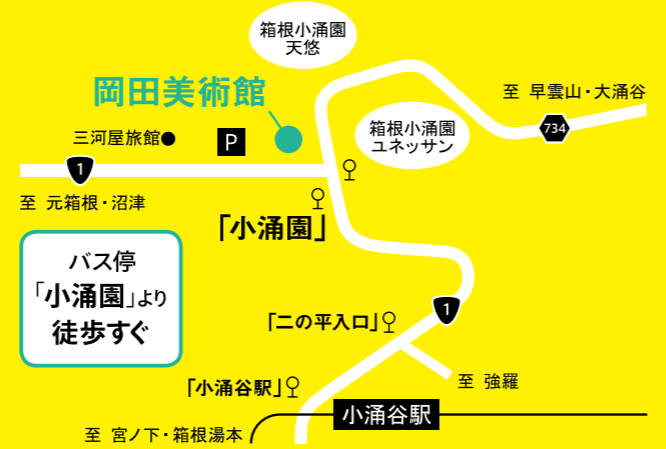 箱根小涌園
天悠
岡田美術館
至 早雲山・大涌谷
734
箱根小涌園
ユネッサン
三河屋旅館●
P
1
至 元箱根・沼津
「小涌園」
バス停
「小涌園」より
徒歩すぐ
1
「二の平入口」
至 強羅
「小涌谷駅」
小涌谷駅
至 宮ノ下・箱根湯本